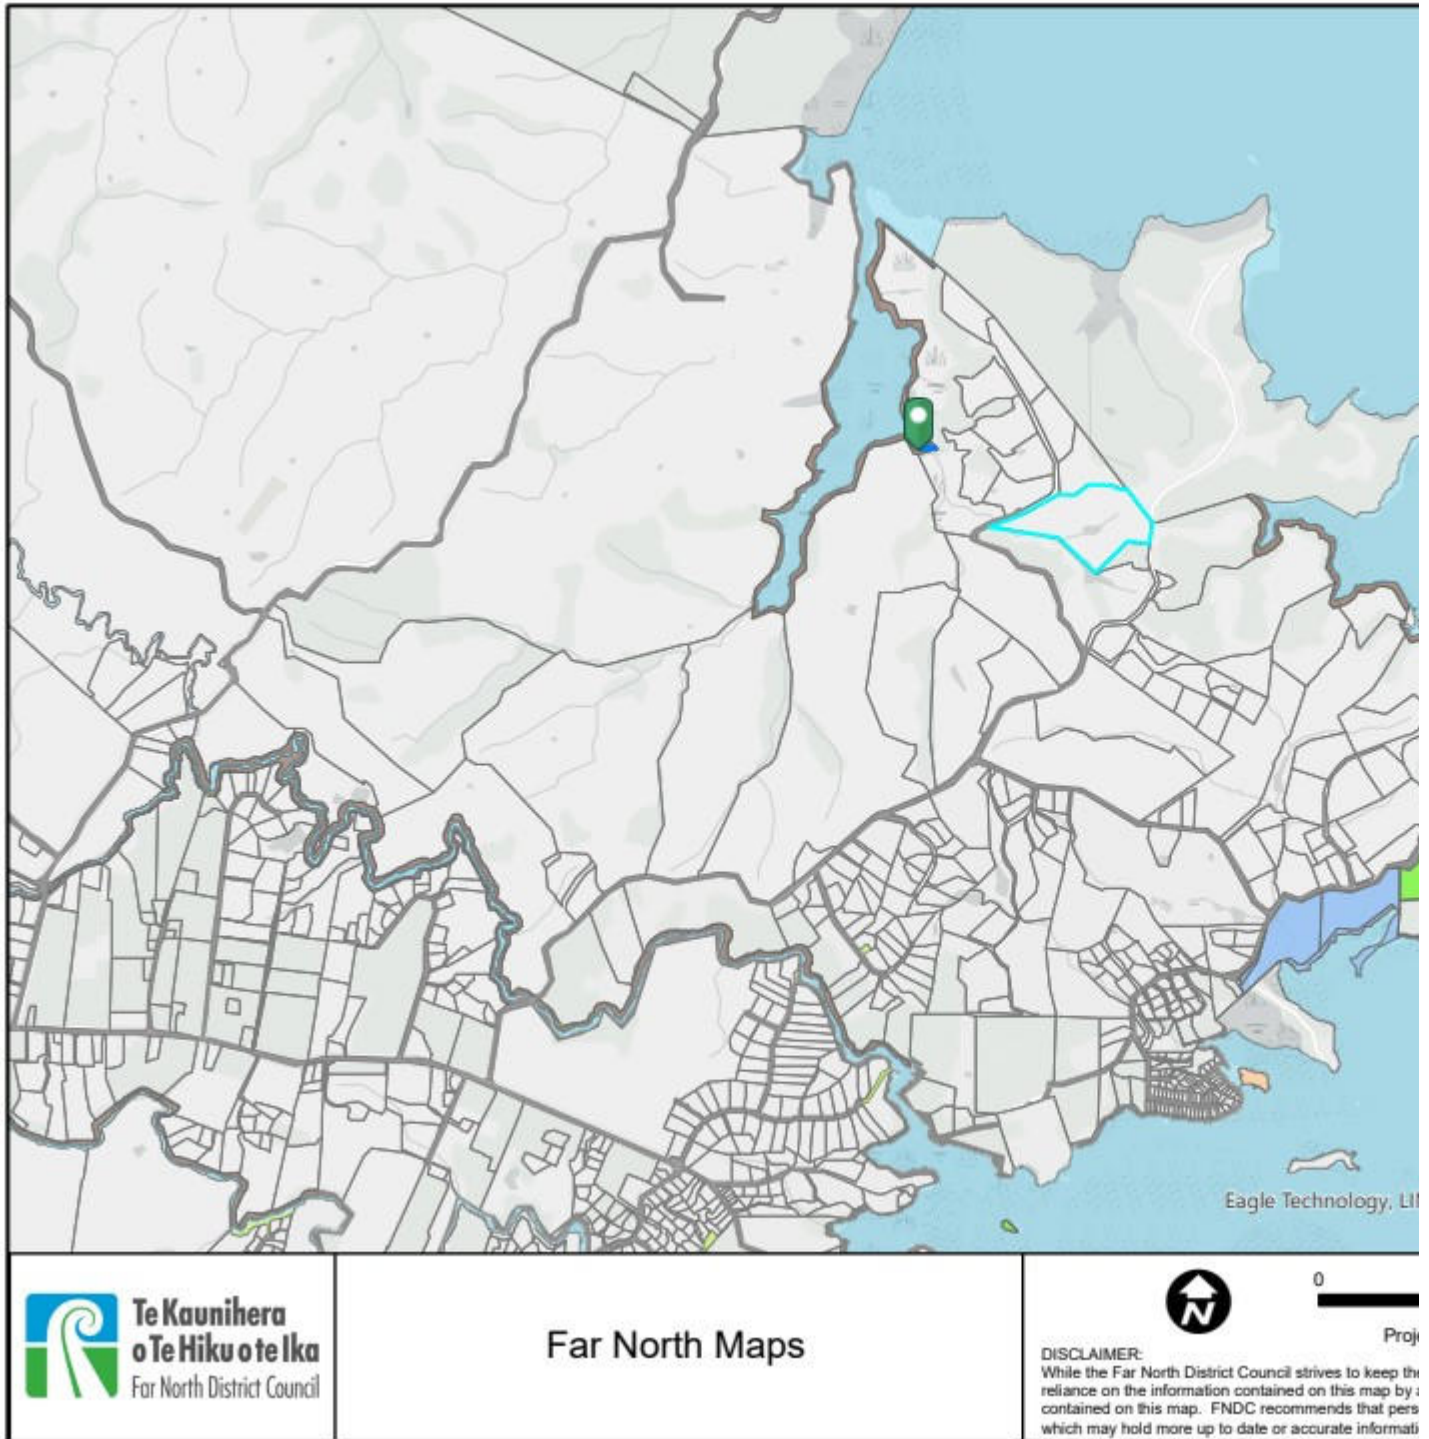 Eagle Technology, LI
Te Kaunihera
o Te Hiku o te Ika
Far North District Council
Far North Maps
N
0
Proje
DISCLAIMER:
While the Far North District Council strives to keep the
reliance on the information contained on this map by
contained on this map. FNDC recommends that pers
which may hold more up to date or accurate informati